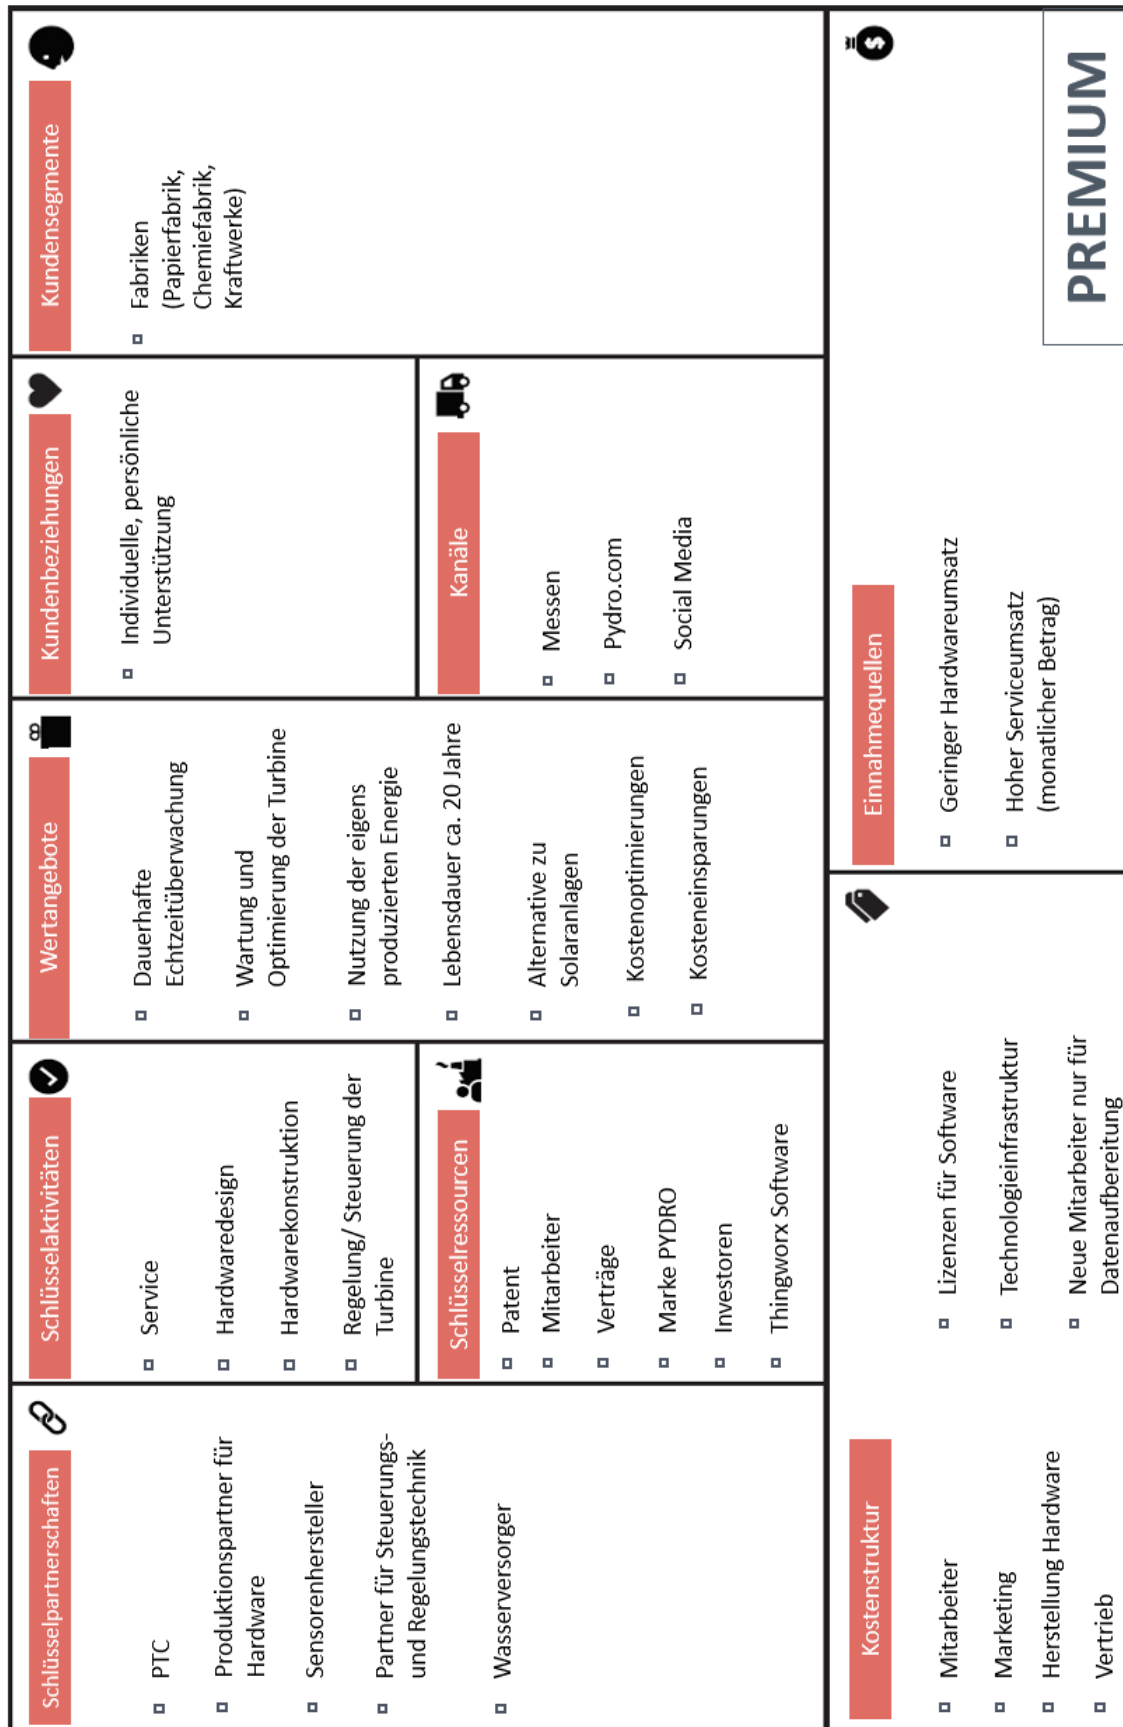 Schlüsselpartnerschaften
PTC
Produktionspartner für
Hardware
Sensorenhersteller
Partner für Steuerungs-
und Regelungstechnik
Wasserversorger
Schlüsselaktivitäten
Service
Hardwaredesign
Hardwarekonstruktion
Regelung/ Steuerung der
Turbine
Schlüsselressourcen
Patent
Mitarbeiter
Verträge
Marke PYDRO
Investoren
Thingworx Software
Wertangebote
Dauerhafte
Echtzeitüberwachung
Wartung und
Optimierung der Turbine
Nutzung der eigens
produzierten Energie
Lebensdauer ca. 20 Jahre
Alternative zu
Solaranlagen
Kostenoptimierungen
Kosteneinsparungen
Kundenbeziehungen
Individuelle, persönliche
Unterstützung
Kanäle
Messen
Pydro.com
Social Media
Kundensegmente
Fabriken
(Papierfabrik,
Chemiefabrik,
Kraftwerke)
Kostenstruktur
Mitarbeiter
Marketing
Herstellung Hardware
Vertrieb
Lizenzen für Software
Technologieinfrastruktur
Neue Mitarbeiter nur für
Datenaufbereitung
Einnahmequellen
Geringer Hardwareumsatz
Hoher Serviceumsatz
(monatlicher Betrag)
PREMIUM